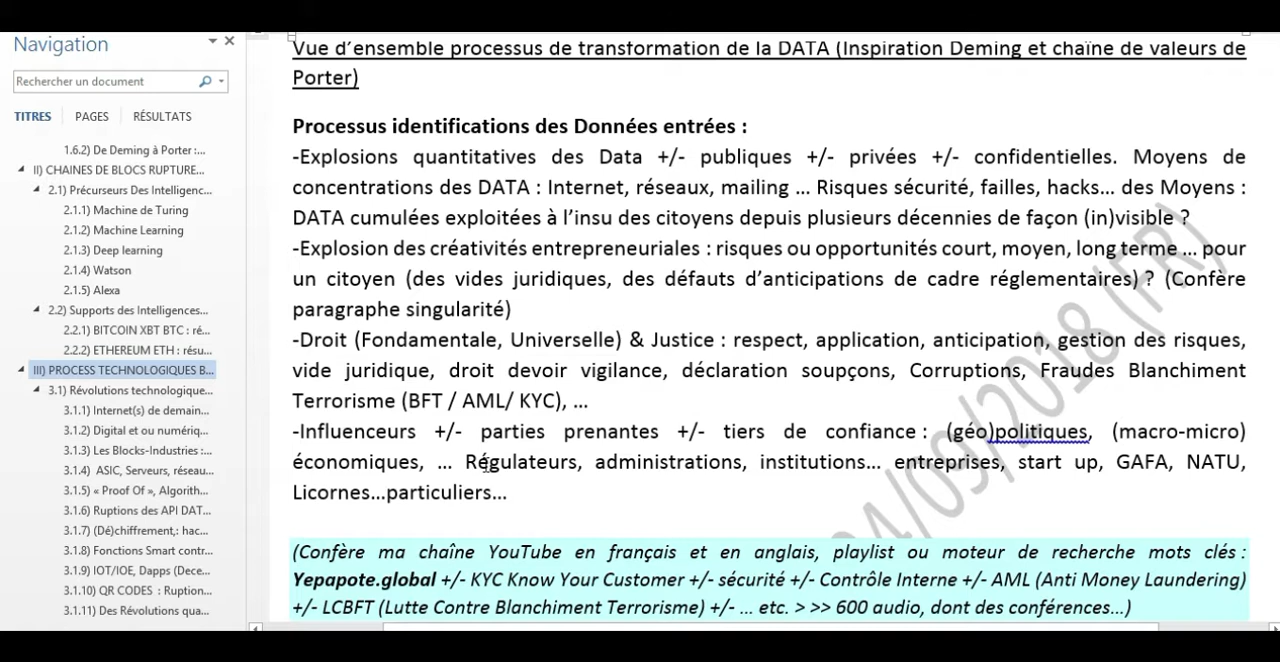 Navigation
Rechercher un document
TITRES PAGES RÉSULTATS
1.6.2) De Deming à Porter :...
II) CHAINES DE BLOCS RUPTURE...
2.1) Précurseurs Des Intelligenc...
2.1.1) Machine de Turing
2.1.2) Machine Learning
2.1.3) Deep learning
2.1.4) Watson
2.1.5) Alexa
2.2) Supports des Intelligences...
2.2.1) BITCOIN XBT BTC : ré...
2.2.2) ETHEREUM ETH : résu...
III) PROCESS TECHNOLOGIQUES B...
3.1) Révolutions technologique...
3.1.1) Internet(s) de demain...
3.1.2) Digital et ou numériq...
3.1.3) Les Blocks-Industries :...
3.1.4) ASIC, Serveurs, réseau...
3.1.5) « Proof Of », Algorith...
3.1.6) Ruptions des API DAT...
3.1.7) (Dé)chiffrement,: hac...
3.1.8) Fonctions Smart contr...
3.1.9) IOT/IOE, Dapps (Dece...
3.1.10) QR CODES : Ruption...
3.1.11) Des Révolutions qua...
Vue d'ensemble processus de transformation de la DATA (Inspiration Deming et chaîne de valeurs de
Porter)
Processus identifications des Données entrées :
-Explosions quantitatives des Data +/- publiques +/- privées +/- confidentielles. Moyens de
concentrations des DATA : Internet, réseaux, mailing ... Risques sécurité, failles, hacks... des Moyens :
DATA cumulées exploitées à l'insu des citoyens depuis plusieurs décennies de façon (in)visible ?
-Explosion des créativités entrepreneuriales : risques ou opportunités court, moyen, long terme ... pour
un citoyen (des vides juridiques, des défauts d'anticipations de cadre réglementaires) ? (Confère
paragraphe singularité)
-Droit (Fondamentale, Universelle) & Justice : respect, application, anticipation, gestion des risques,
vide juridique, droit devoir vigilance, déclaration soupçons, Corruptions, Fraudes Blanchiment
Terrorisme (BFT / AML/ KYC), ...
-Influenceurs +/- parties prenantes +/- tiers de confiance : (géo)politiques, (macro-micro)
économiques, ... Régulateurs, administrations, institutions... entreprises, start up, GAFA, NATU,
Licornes...particuliers...
(Confère ma chaîne YouTube en français et en anglais, playlist ou moteur de recherche mots clés :
Yepapote.global +/- KYC Know Your Customer +/- sécurité +/- Contrôle Interne +/- AML (Anti Money Laundering)
+/- LCBFT (Lutte Contre Blanchiment Terrorisme) +/- ... etc. > >> 600 audio, dont des conférences...)
04/09/2018 (FR)